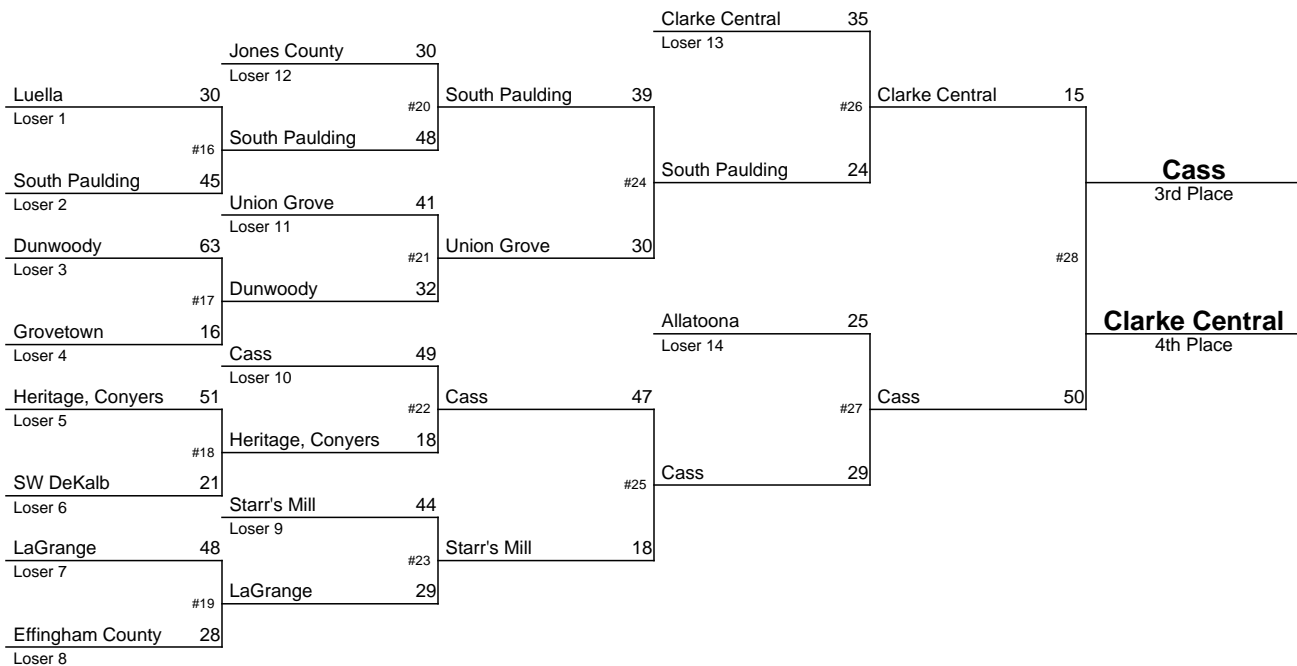 Clarke Central 35
Loser 13
Jones County 30
Loser 12
Luella 30
Loser 1
#20
South Paulding 39
#26
Clarke Central 15
#16
South Paulding 48
South Paulding 45
Loser 2
#24
South Paulding 24
Cass
3rd Place
Union Grove 41
Loser 11
Dunwoody 63
Loser 3
#21
Union Grove 30
#28
#17
Dunwoody 32
Grovetown 16
Loser 4
Allatoona 25
Loser 14
Clarke Central
4th Place
Cass 49
Loser 10
Heritage, Conyers 51
Loser 5
#22
Cass 47
#27
Cass 50
#18
Heritage, Conyers 18
SW DeKalb 21
Loser 6
#25
Cass 29
Starr's Mill 44
Loser 9
LaGrange 48
Loser 7
#23
Starr's Mill 18
#19
LaGrange 29
Effingham County 28
Loser 8